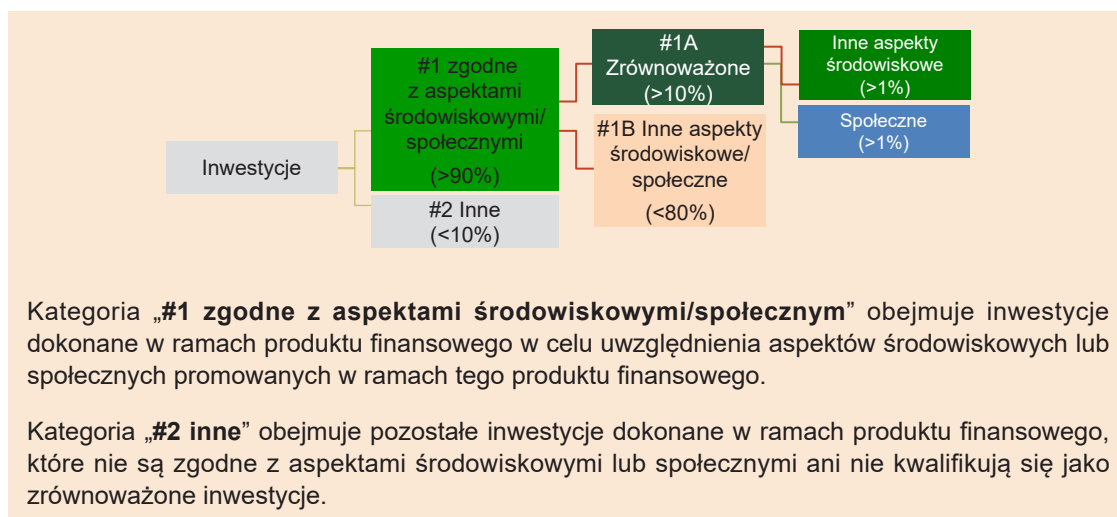 Inwestycje
#1 zgodne
z aspektami
środowiskowymi/
społecznymi
(>90%)
#2 Inne
(<10%)
#1A
Zrównoważone
(>10%)
#1B Inne aspekty
środowiskowe/
społeczne
(<80%)
Inne aspekty
środowiskowe
(>1%)
Społeczne
(>1%)
Kategoria „#1 zgodne z aspektami środowiskowymi/społecznym” obejmuje inwestycje
dokonane w ramach produktu finansowego w celu uwzględnienia aspektów środowiskowych lub
społecznych promowanych w ramach tego produktu finansowego.
Kategoria „#2 inne” obejmuje pozostałe inwestycje dokonane w ramach produktu finansowego,
które nie są zgodne z aspektami środowiskowymi lub społecznymi ani nie kwalifikują się jako
zrównoważone inwestycje.